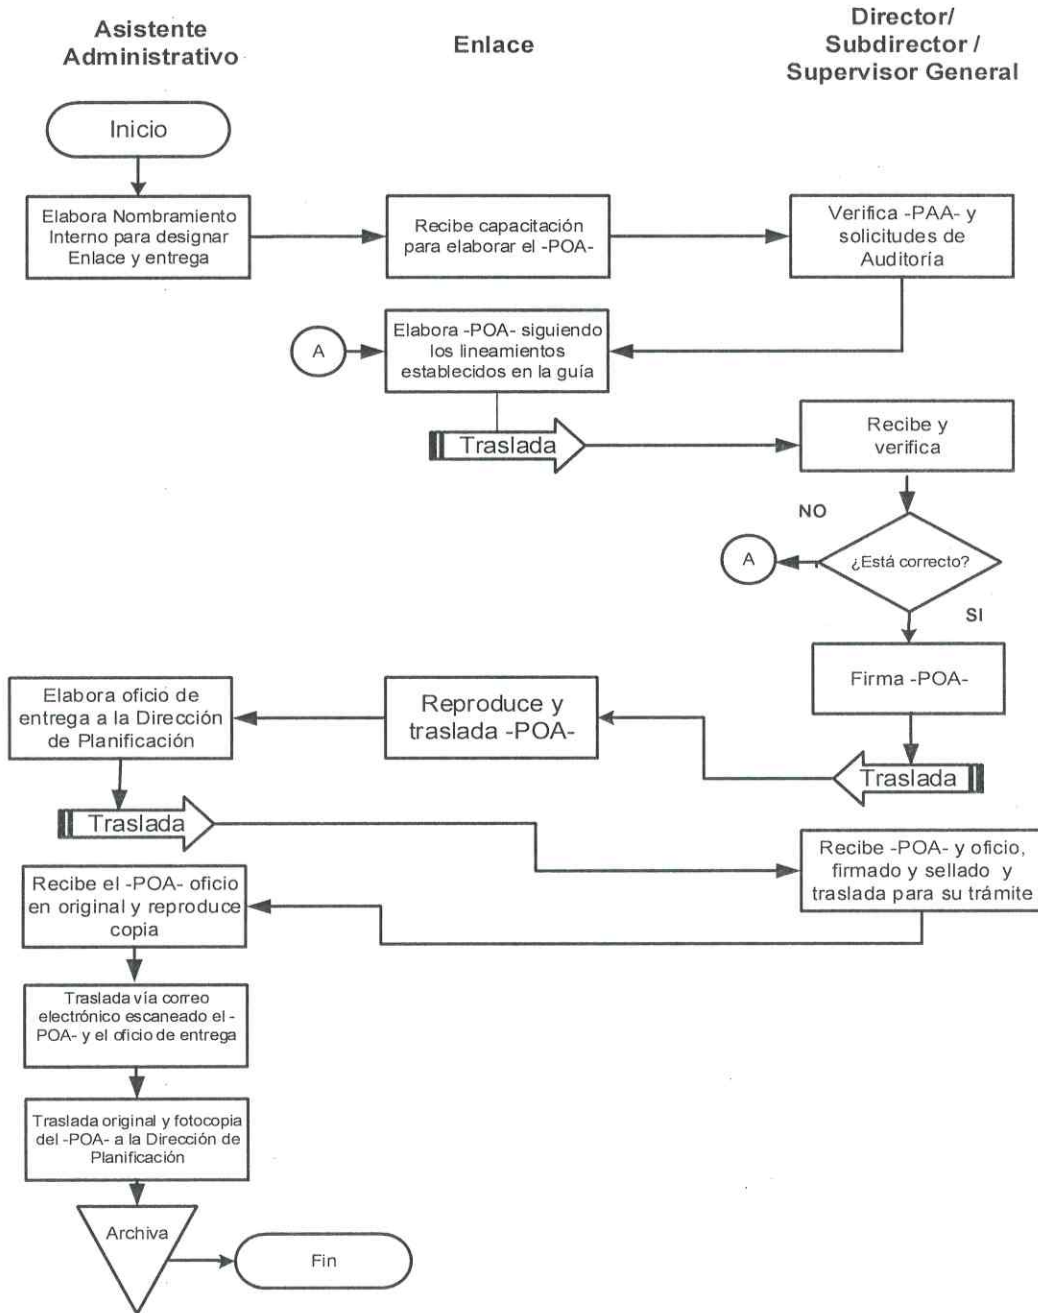 Asistente
Administrativo
Enlace
Director/
Subdirector /
Supervisor General
Inicio
Elabora Nombramiento
Interno para designar
Enlace y entrega
Recibe capacitación
para elaborar el -POA-
Verifica -PAA- y
solicitudes de
Auditoría
A
Elabora -POA- siguiendo
los lineamientos
establecidos en la guía
Traslada
Recibe y
verifica
NO
A
¿Está correcto?
SI
Firma -POA-
Traslada
Reproduce y
traslada -POA-
Elabora oficio de
entrega a la Dirección
de Planificación
Traslada
Recibe -POA- y oficio,
firmado y sellado y
traslada para su trámite
Recibe el -POA- oficio
en original y reproduce
copia
Traslada vía correo
electrónico escaneado el -
POA- y el oficio de entrega
Traslada original y fotocopia
del -POA- a la Dirección de
Planificación
Archiva
Fin